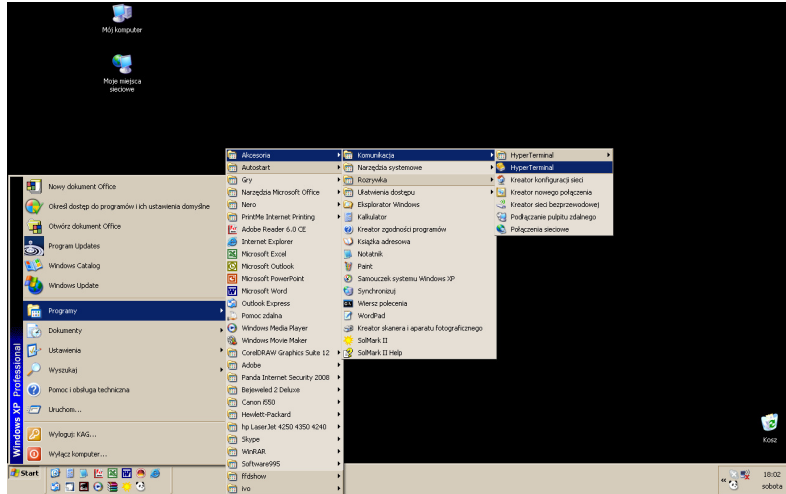 Mój komputer
Moje miejsca
sieciowe
Nowy dokument Office
Określ dostęp do programów i ich ustawienia domyślne
Otwórz dokument Office
Program Updates
Windows Catalog
Windows Update
Programy
Dokumenty
Ustawienia
Wyszukaj
Pomoc i obsługa techniczna
Uruchom...
Wyloguj: KAG...
Wyłącz komputer...
Windows XP Professional
Akcesoria
Autostart
Gry
Narzędzia Microsoft Office
Nero
PrintMe Internet Printing
Adobe Reader 6.0 CE
Internet Explorer
Microsoft Excel
Microsoft Outlook
Microsoft PowerPoint
Microsoft Word
Outlook Express
Pomoc zdalna
Windows Media Player
Windows Movie Maker
CorelDRAW Graphics Suite 12
Adobe
Panda Internet Security 2008
Bejeweled 2 Deluxe
Canon i550
Hewlett-Packard
hp LaserJet 4250 4350 4240
Skype
WinRAR
Software995
ffdshow
ivo
Komunikacja
Narzędzia systemowe
Rozrywka
Ułatwienia dostępu
Eksplorator Windows
Kalkulator
Kreator zgodności programów
Książka adresowa
Notatnik
Paint
Samouczek systemu Windows XP
Synchronizuj
Wiersz polecenia
WordPad
Kreator skanera i aparatu fotograficznego
SolMark II
SolMark II Help
HyperTerminal
HyperTerminal
Kreator konfiguracji sieci
Kreator nowego połączenia
Kreator sieci bezprzewodowej
Podłączanie pulpitu zdalnego
Połączenia sieciowe
Kosz
Start
18:02
sobota